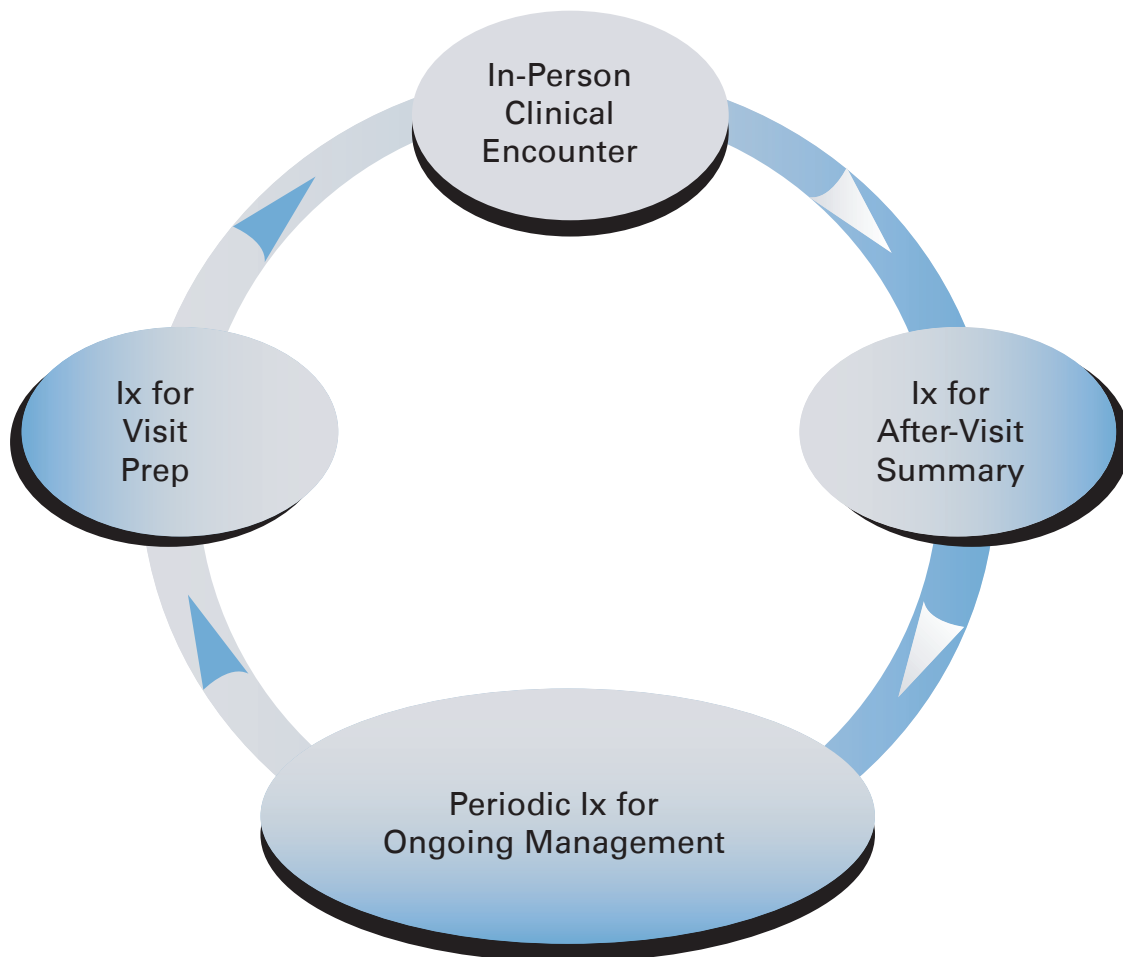 In-Person
Clinical
Encounter
Ix for
Visit
Prep
Ix for
After-Visit
Summary
Periodic Ix for
Ongoing Management